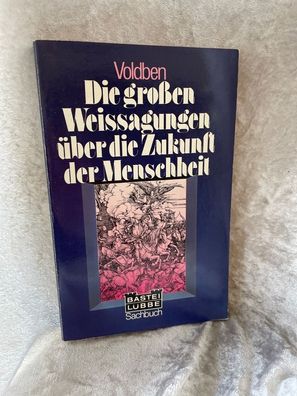 Voldben
Die großen
Weissagungen
über die Zukunft
der Menschheit
BASTEI
LÜBBE
Sachbuch